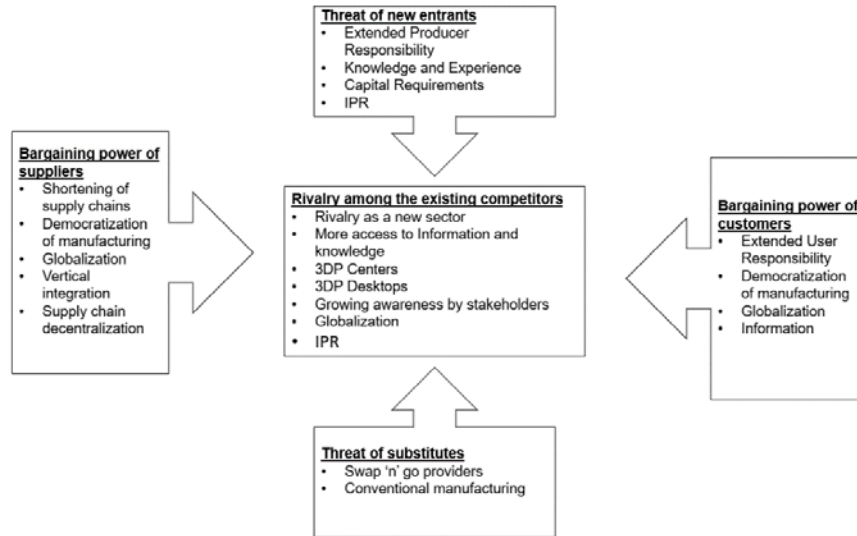 Threat of new entrants
• Extended Producer
Responsibility
• Knowledge and Experience
• Capital Requirements
• IPR
Bargaining power of
suppliers
• Shortening of
supply chains
• Democratization
of manufacturing
• Globalization
• Vertical
integration
• Supply chain
decentralization
Rivalry among the existing competitors
• Rivalry as a new sector
• More access to Information and
knowledge
• 3DP Centers
• 3DP Desktops
• Growing awareness by stakeholders
• Globalization
• IPR
Bargaining power of
customers
• Extended User
Responsibility
• Democratization
of manufacturing
• Globalization
• Information
Threat of substitutes
• Swap ‘n’ go providers
• Conventional manufacturing